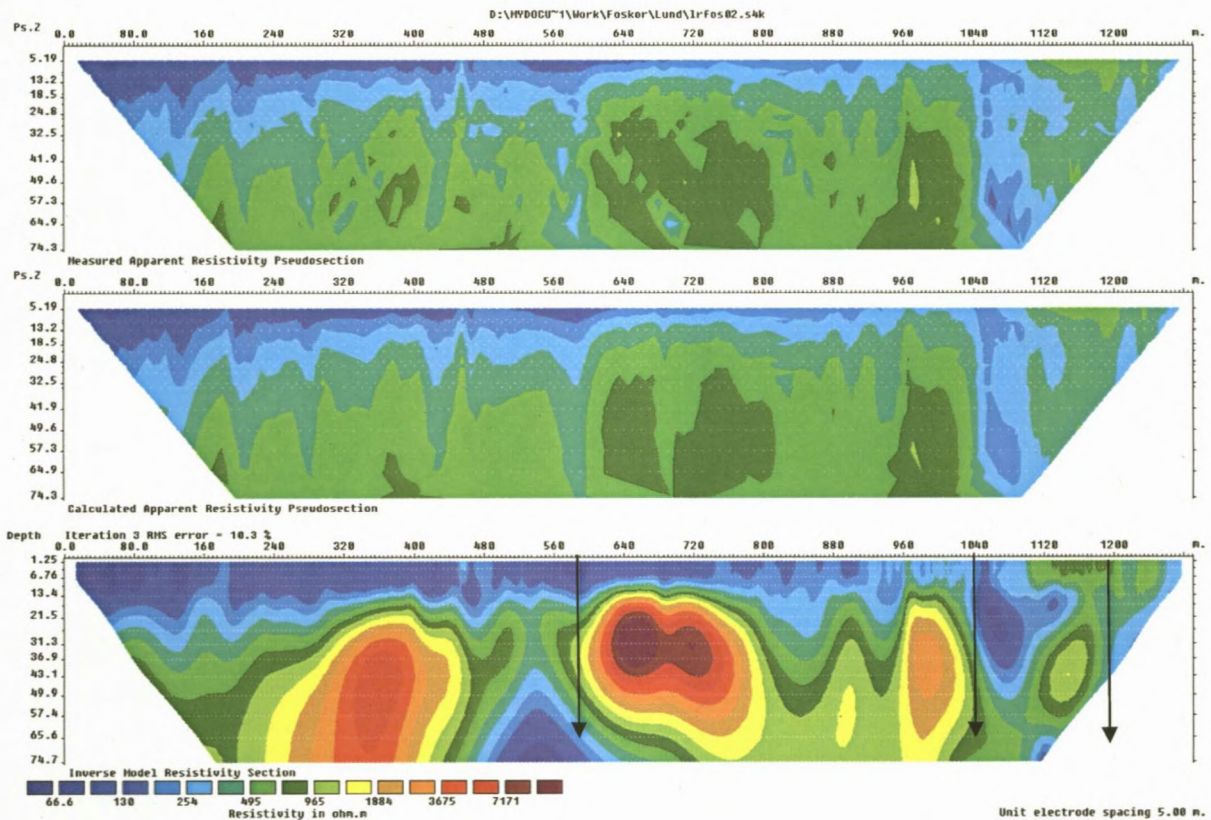 D:\MYDOCU~1\Work\Foskor\Lund\lrfos02.s4k
Ps.Z 0.0 80.0 160 240 320 400 480 560 640 720 800 880 960 1040 1120 1200 m.
5.19
13.2
18.5
24.8
32.5
41.9
49.6
57.3
64.9
74.3
Measured Apparent Resistivity Pseudosection
Ps.Z 0.0 80.0 160 240 320 400 480 560 640 720 800 880 960 1040 1120 1200 m.
5.19
13.2
18.5
24.8
32.5
41.9
49.6
57.3
64.9
74.3
Calculated Apparent Resistivity Pseudosection
Depth Iteration 3 RMS error = 10.3 %
0.0 80.0 160 240 320 400 480 560 640 720 800 880 960 1040 1120 1200 m.
1.25
6.76
13.4
21.5
31.3
36.9
43.1
49.9
57.4
65.6
74.7
Inverse Model Resistivity Section
66.6 130 254 495 965 1884 3675 7171
Resistivity in ohm.m
Unit electrode spacing 5.00 m.